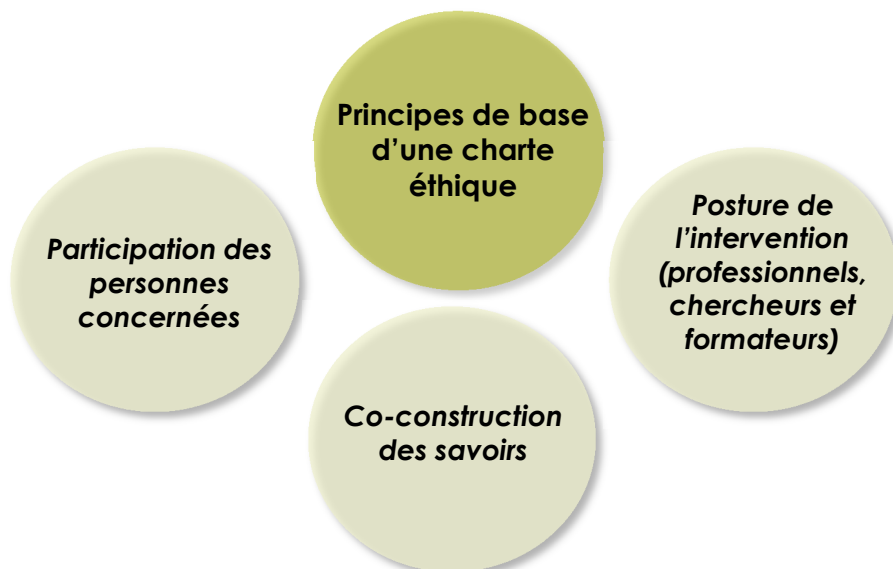 Principes de base
d’une charte
éthique
Participation des
personnes
concernées
Posture de
l’intervention
(professionnels,
chercheurs et
formateurs)
Co-construction
des savoirs